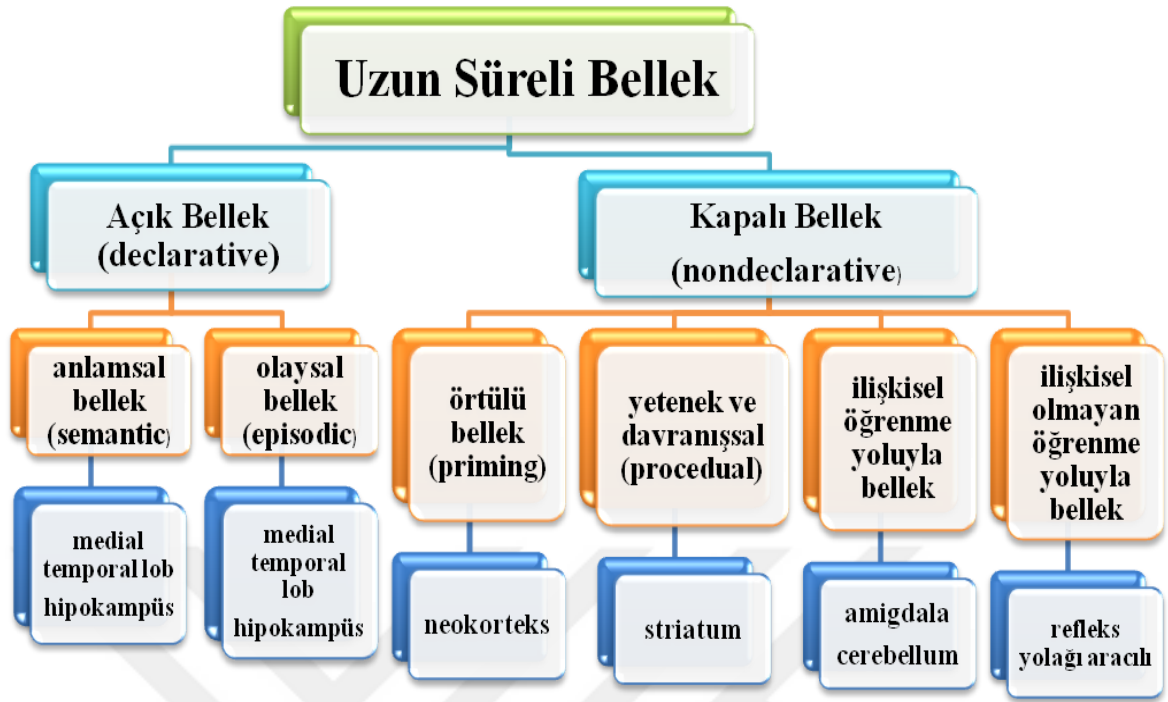 Uzun Süreli Bellek
Açık Bellek
(declarative)
Kapalı Bellek
(nondeclarative)
anlamsal
bellek
(semantic)
olaysal
bellek
(episodic)
örtülü
bellek
(priming)
yetenek ve
davranışsal
(procedual)
ilişkisel
öğrenme
yoluyla
bellek
ilişkisel
olmayan
öğrenme
yoluyla
bellek
medial
temporal lob
hipokampüs
medial
temporal
lob
hipokampüs
neokorteks
striatum
amigdala
cerebellum
refleks
yolağı aracılı